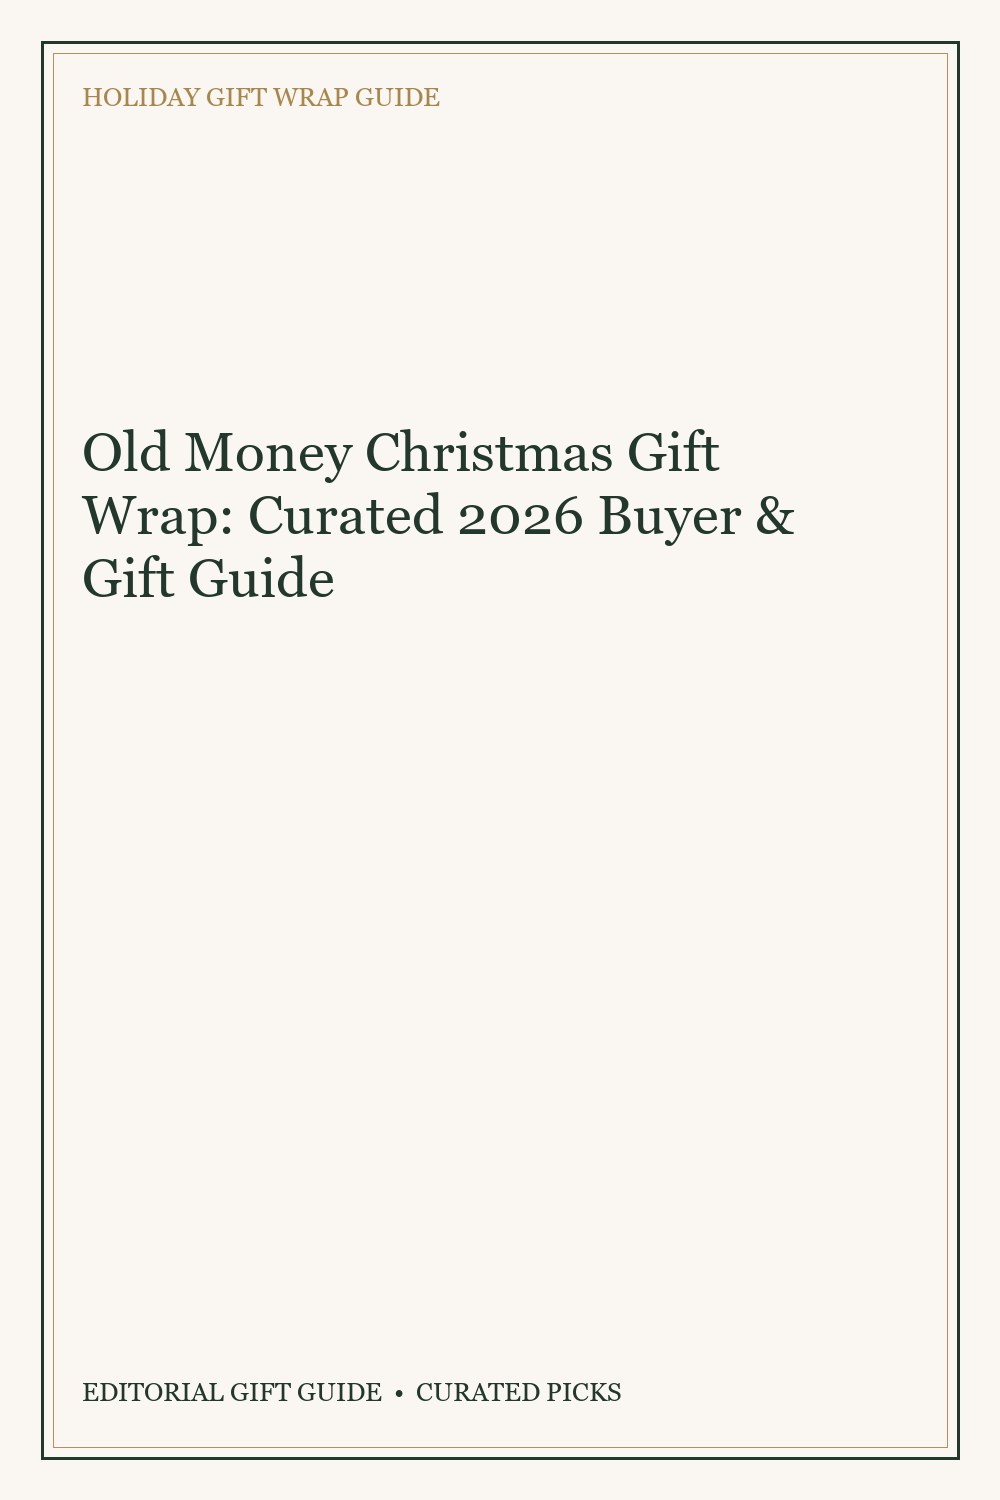 HOLIDAY GIFT WRAP GUIDE
Old Money Christmas Gift
Wrap: Curated 2026 Buyer &
Gift Guide
EDITORIAL GIFT GUIDE • CURATED PICKS